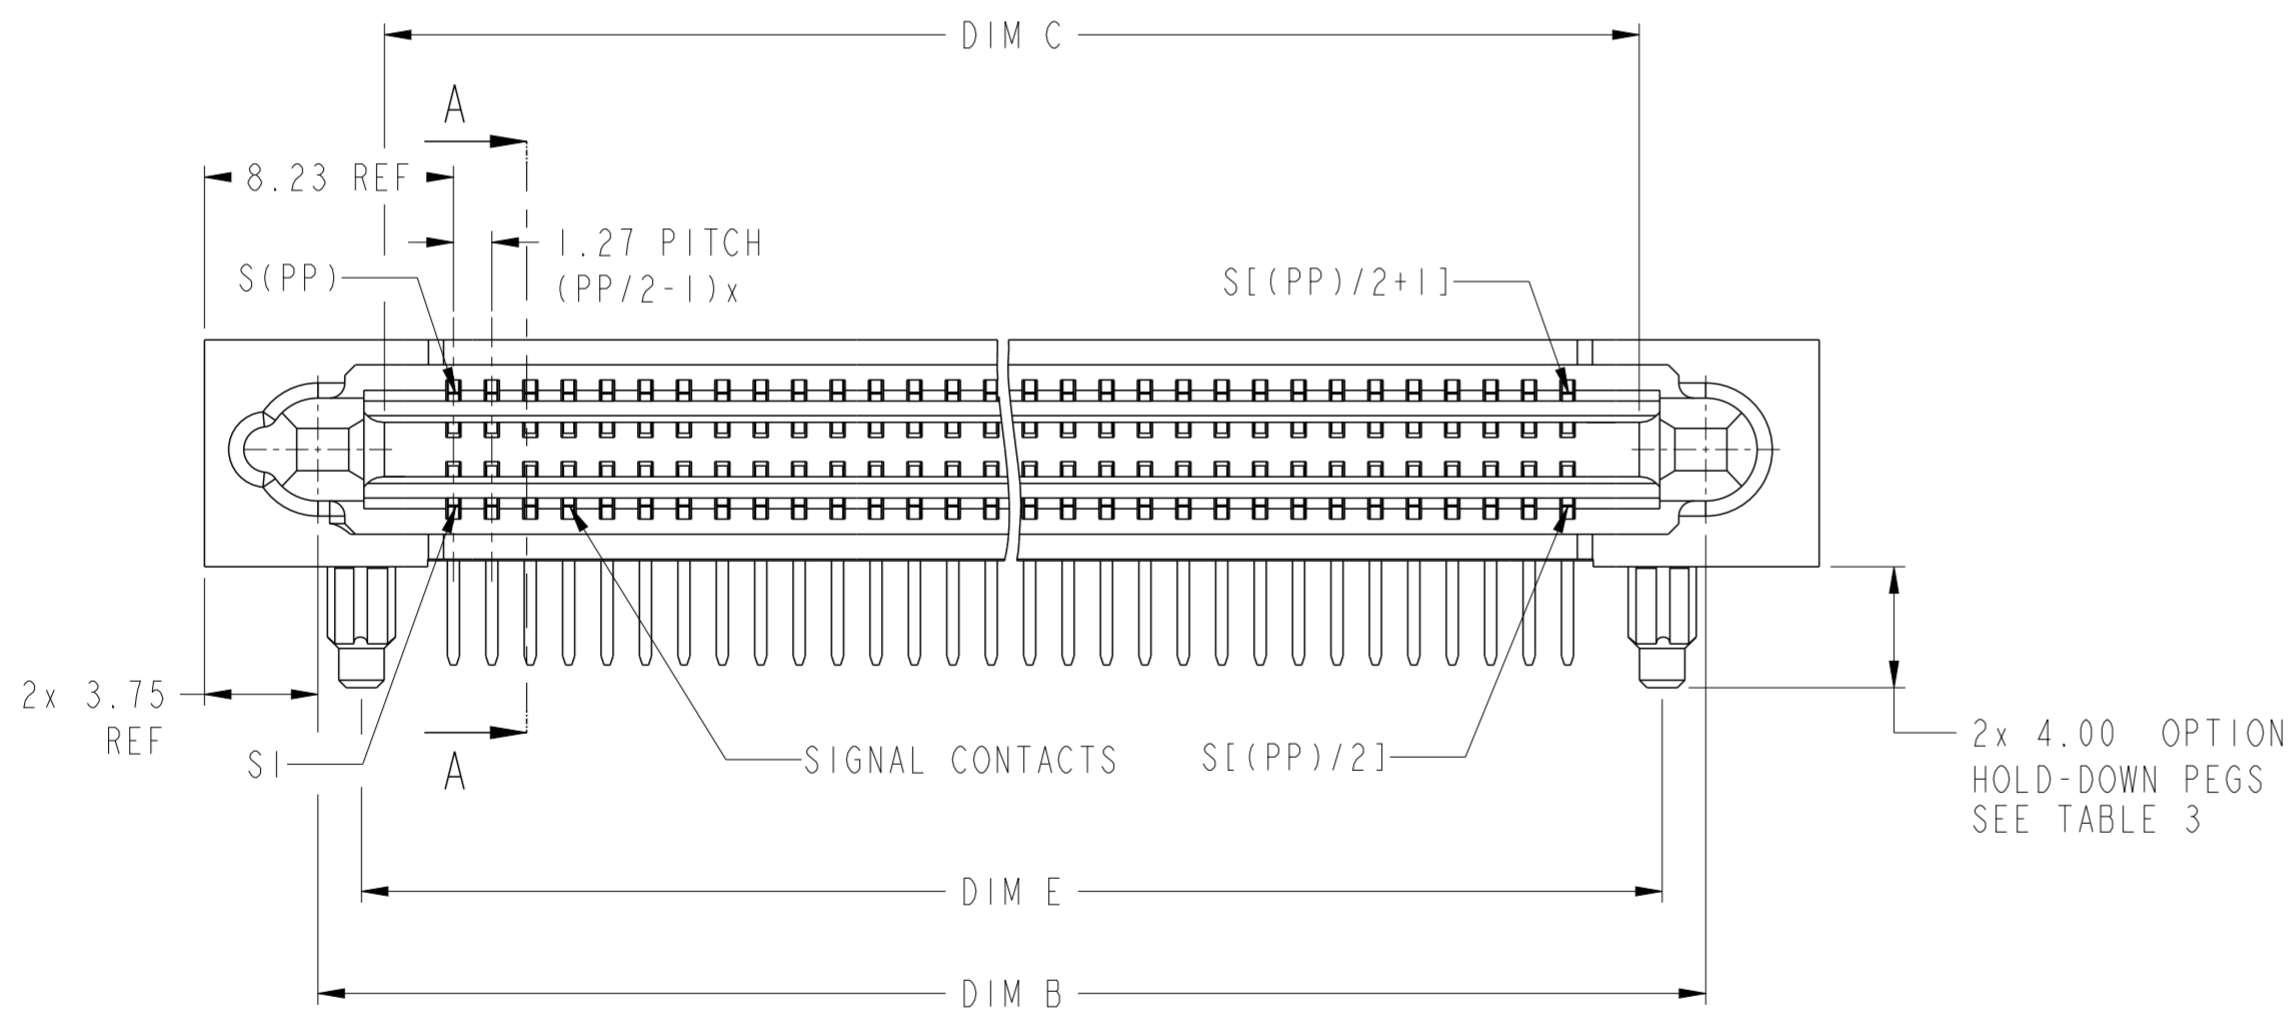 DIM C
A
8.23 REF
1.27 PITCH
(PP/2-1)x
S(PP)
S[(PP)/2+1]
2x 3.75
REF
S1
A
SIGNAL CONTACTS
S[(PP)/2]
2x 4.00 OPTION
HOLD-DOWN PEGS
SEE TABLE 3
DIM E
DIM B